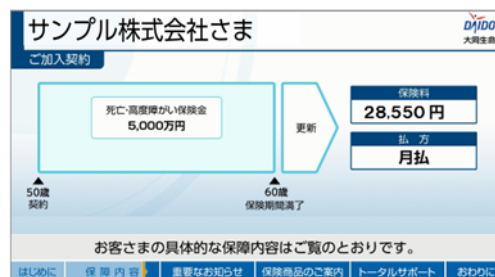 サンプル株式会社さま
DAIDO
大同生命
ご加入契約
死亡・高度障がい保険金
5,000万円
更新
保険料
28,550 円
払 方
月払
50歳
契約
60歳
保険期間満了
お客さまの具体的な保障内容はご覧のとおりです。
はじめに
保 障 内 容
重要なお知らせ
保険商品のご案内
トータルサポート
おわりに